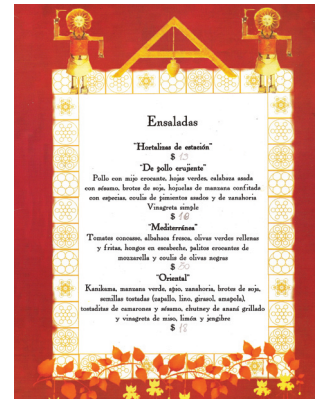 Ensaladas
"Hortalizas de estación"
$ 13
"De pollo crujiente"
Pollo con mijo crocante, hojas verdes, calabaza asada
con sésamo, brotes de soja, hojuelas de manzana confitada
con especias, coulis de pimientos asados y de zanahoria
Vinagreta simple
$
"Mediterránea"
Tomates concasse, albahaca fresca, olivas verdes rellenas
y fritas, hongos en escabeche, palitos crocantes de
mozzarella y coulis de olivas negras
$ 20
"Oriental"
Kanikama, manzana verde, apio, zanahoria, brotes de soja,
semillas tostadas (zapallo, lino, girasol, amapola),
tostaditas de camarones y sésamo, chutney de ananá grillado
y vinagreta de miso, limón y jengibre
$ 18